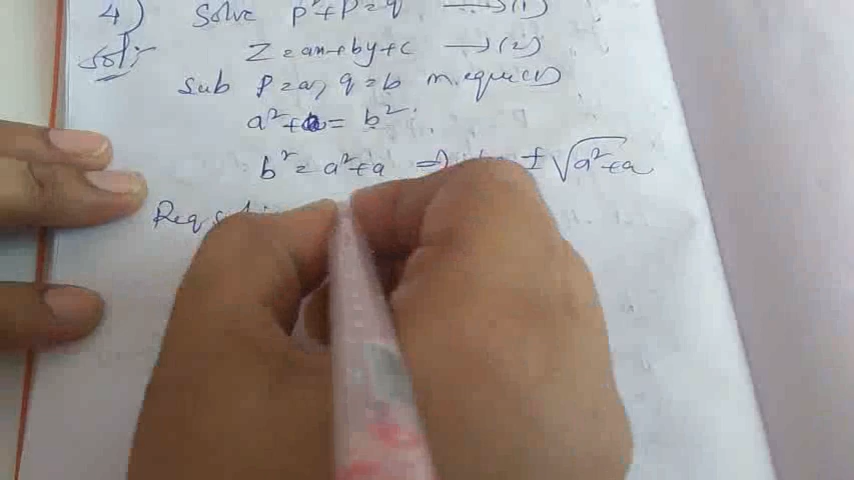 4) Solve p²+p=q ⟶(1)
Sol:- Z=ax+by+c ⟶(2)
Sub p=a, q=b in equ(1)
a²+a= b²
b²= a²+a ⇒ ± √a²+a
Req